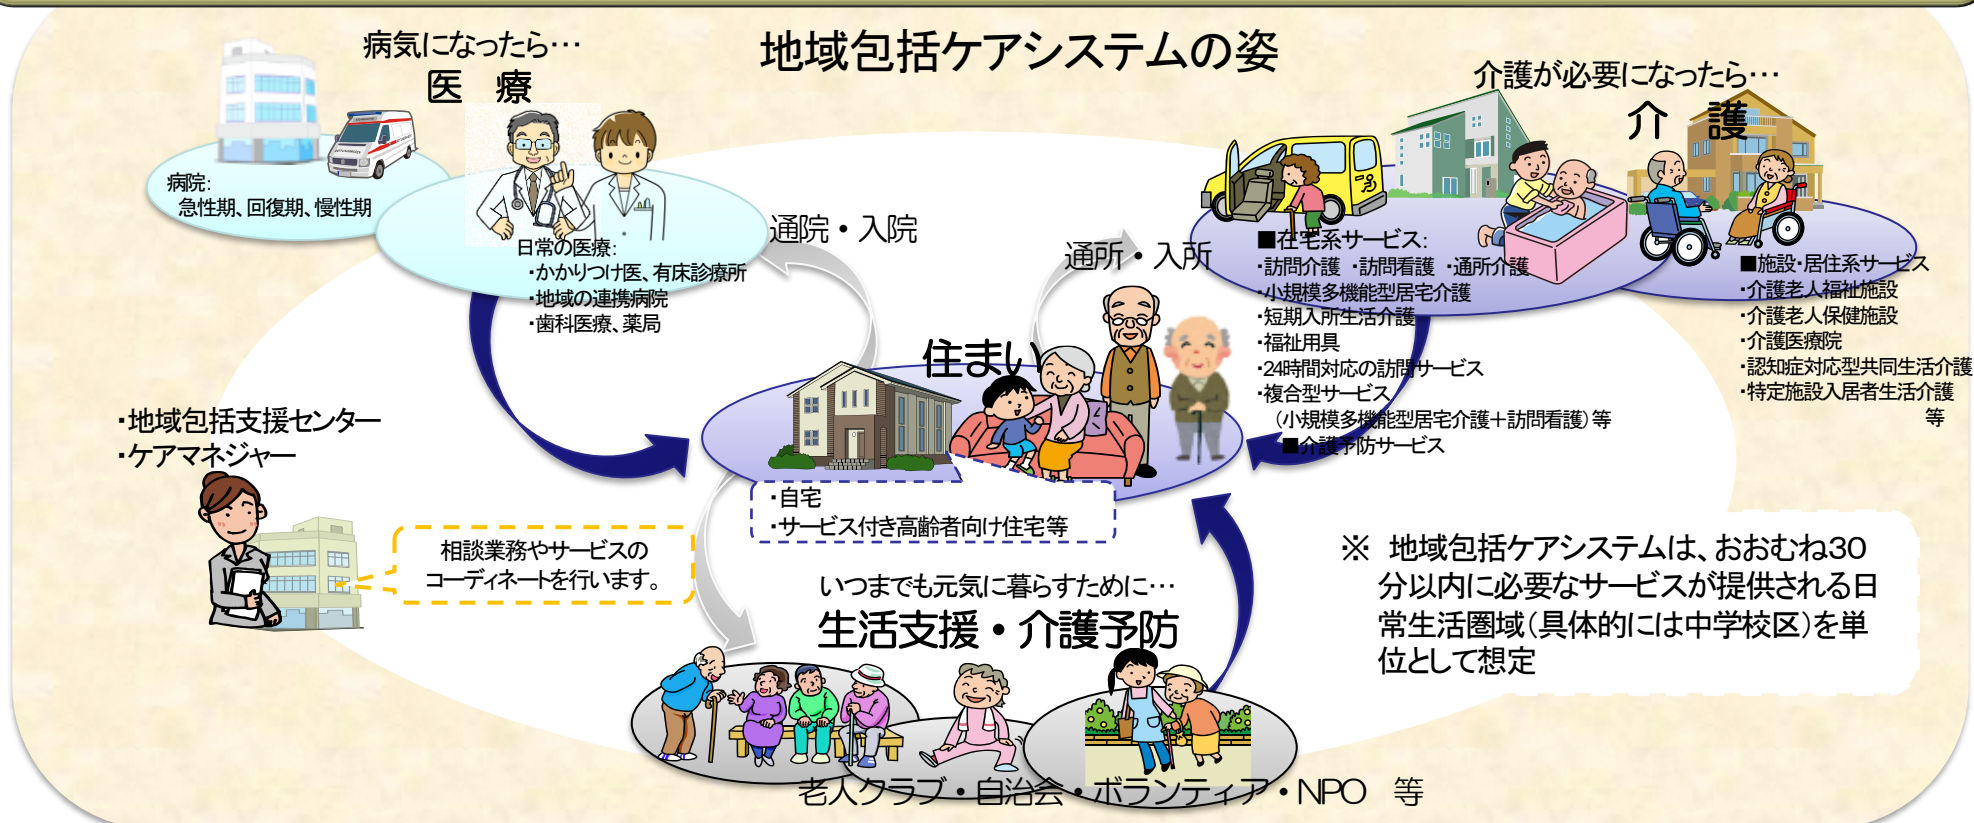 地域包括ケアシステムの姿
病気になったら…
医　療
病院:
急性期、回復期、慢性期
日常の医療:
・かかりつけ医、有床診療所
・地域の連携病院
・歯科医療、薬局
通院・入院
通所・入所
介護が必要になったら…
介　護
■在宅系サービス:
・訪問介護 ・訪問看護 ・通所介護
・小規模多機能型居宅介護
・短期入所生活介護
・福祉用具
・24時間対応の訪問サービス
・複合型サービス
（小規模多機能型居宅介護＋訪問看護）等
■介護予防サービス
■施設・居住系サービス
・介護老人福祉施設
・介護老人保健施設
・介護医療院
・認知症対応型共同生活介護
・特定施設入居者生活介護
等
住まい
・自宅
・サービス付き高齢者向け住宅等
・地域包括支援センター
・ケアマネジャー
相談業務やサービスの
コーディネートを行います。
いつまでも元気に暮らすために…
生活支援・介護予防
老人クラブ・自治会・ボランティア・NPO　等
※　地域包括ケアシステムは、おおむね30
分以内に必要なサービスが提供される日
常生活圏域（具体的には中学校区）を単
位として想定